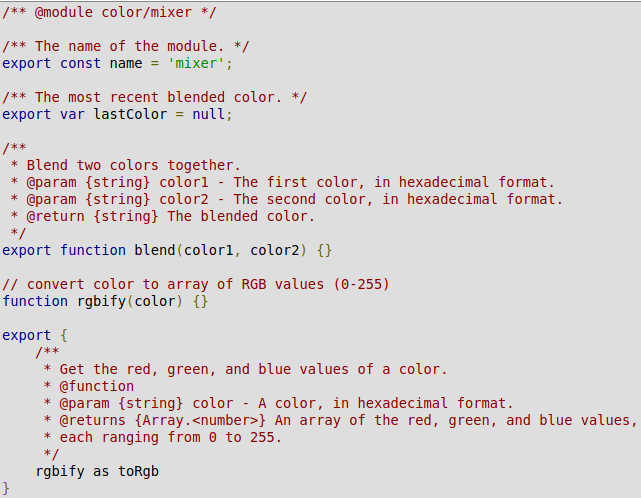 /** @module color/mixer */

/** The name of the module. */
export const name = 'mixer';

/** The most recent blended color. */
export var lastColor = null;

/**
 * Blend two colors together.
 * @param {string} color1 - The first color, in hexadecimal format.
 * @param {string} color2 - The second color, in hexadecimal format.
 * @return {string} The blended color.
 */
export function blend(color1, color2) {}

// convert color to array of RGB values (0-255)
function rgbify(color) {}

export {
    /**
     * Get the red, green, and blue values of a color.
     * @function
     * @param {string} color - A color, in hexadecimal format.
     * @returns {Array.<number>} An array of the red, green, and blue values,
     * each ranging from 0 to 255.
     */
    rgbify as toRgb
}